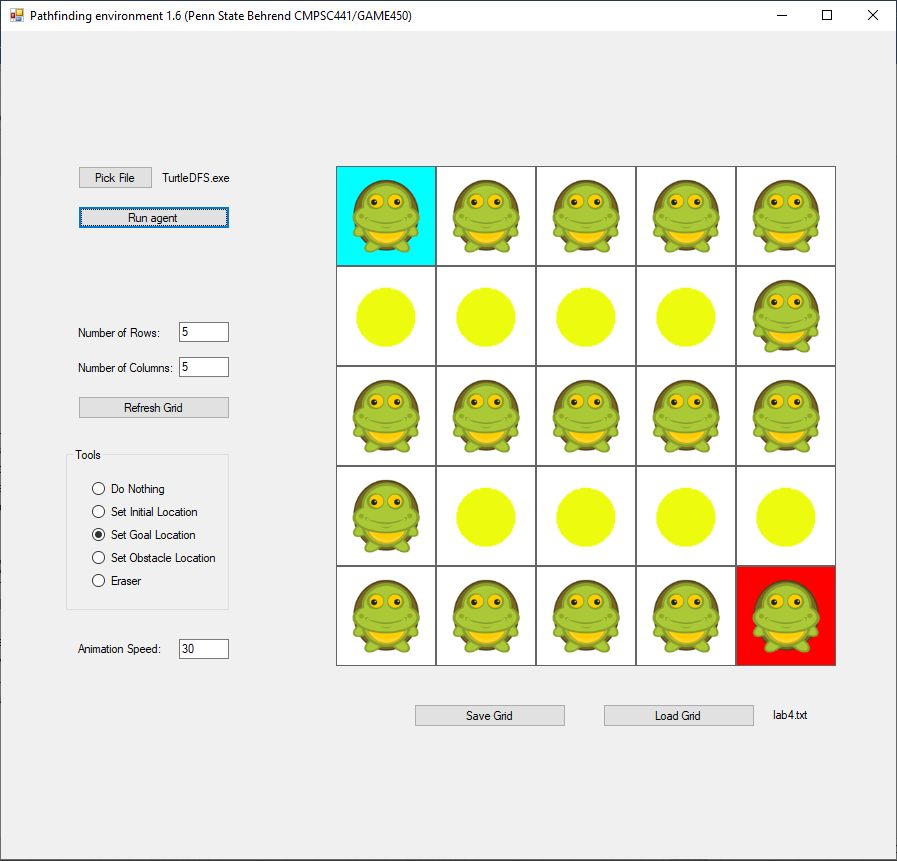 Pathfinding environment 1.6 (Penn State Behrend CMPSC441/GAME450)
Pick File TurtleDFS.exe
Run agent
Number of Rows: 5
Number of Columns: 5
Refresh Grid
Tools
Do Nothing
Set Initial Location
Set Goal Location
Set Obstacle Location
Eraser
Animation Speed: 30
Save Grid Load Grid lab4.txt